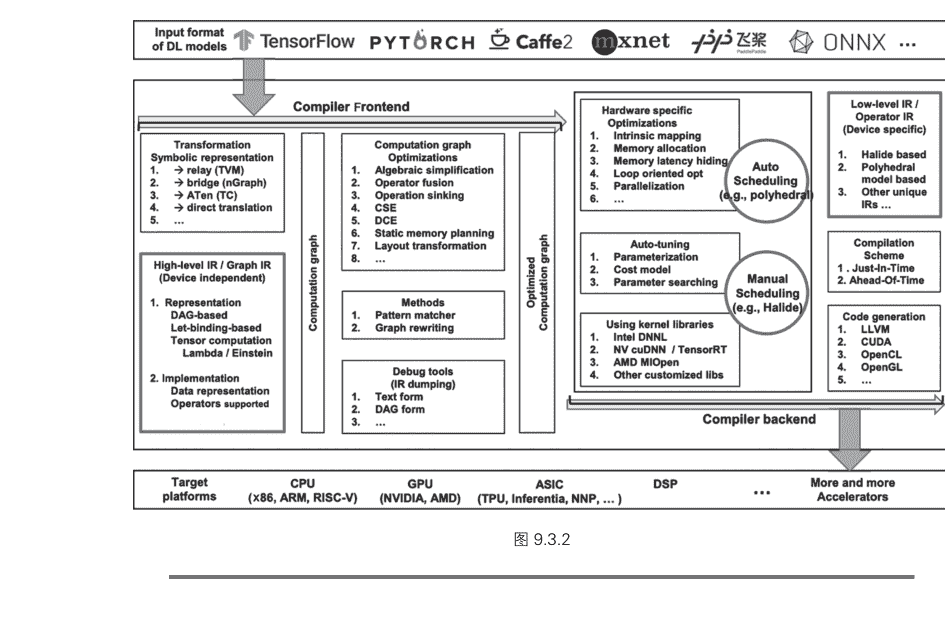 Input format
of DL models
TensorFlow
PYTORCH
Caffe2
mxnet
飞桨
PaddlePaddle
ONNX
...
Compiler Frontend
Transformation
Symbolic representation
1. → relay (TVM)
2. → bridge (nGraph)
3. → ATen (TC)
4. → direct translation
5. ...
High-level IR / Graph IR
(Device independent)
1. Representation
DAG-based
Let-binding-based
Tensor computation
Lambda / Einstein
2. Implementation
Data representation
Operators supported
Computation graph
Computation graph
Optimizations
1. Algebraic simplification
2. Operator fusion
3. Operation sinking
4. CSE
5. DCE
6. Static memory planning
7. Layout transformation
8. ...
Methods
1. Pattern matcher
2. Graph rewriting
Debug tools
(IR dumping)
1. Text form
2. DAG form
3. ...
Optimized
Computation graph
Hardware specific
Optimizations
1. Intrinsic mapping
2. Memory allocation
3. Memory latency hiding
4. Loop oriented opt
5. Parallelization
6. ...
Auto
Scheduling
(e.g., polyhedral)
Auto-tuning
1. Parameterization
2. Cost model
3. Parameter searching
Manual
Scheduling
(e.g., Halide)
Using kernel libraries
1. Intel DNNL
2. NV cuDNN / TensorRT
3. AMD MIOpen
4. Other customized libs
Low-level IR /
Operator IR
(Device specific)
1. Halide based
2. Polyhedral
model based
3. Other unique
IRs ...
Compilation
Scheme
1 . Just-In-Time
2. Ahead-Of-Time
Code generation
1. LLVM
2. CUDA
3. OpenCL
4. OpenGL
5. ...
Compiler backend
Target
platforms
CPU
(x86, ARM, RISC-V)
GPU
(NVIDIA, AMD)
ASIC
(TPU, Inferentia, NNP, ... )
DSP
...
More and more
Accelerators
图 9.3.2